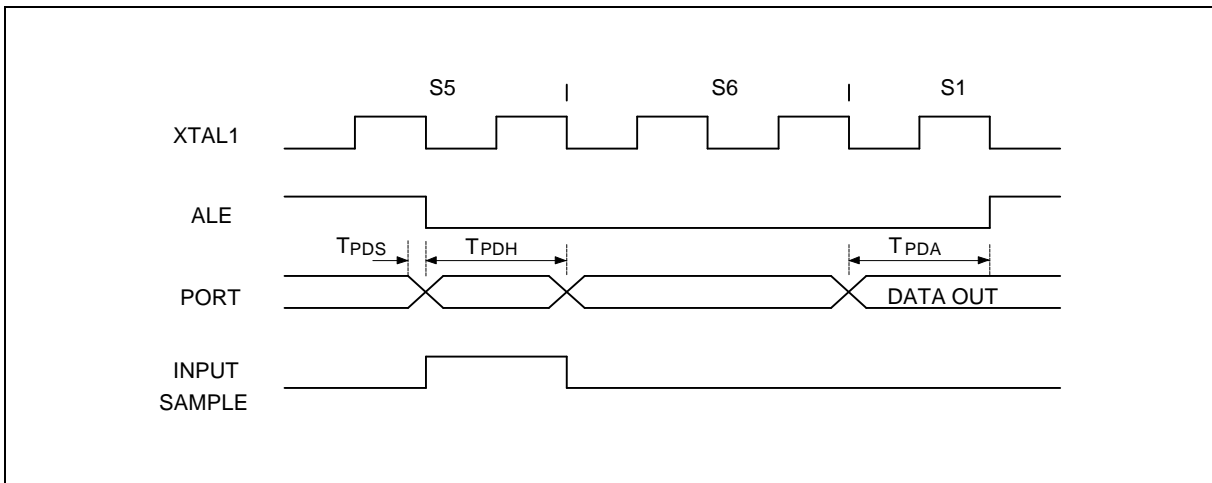 S5 | S6 | S1
XTAL1
ALE
TPDS TPDH TPDA
PORT
DATA OUT
INPUT
SAMPLE